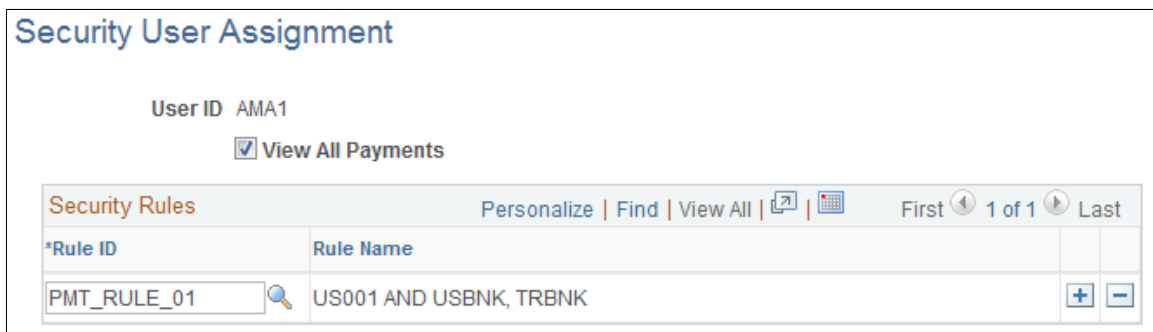 Security User Assignment
User ID AMA1
View All Payments
Security Rules Personalize | Find | View All | | First 1 of 1 Last
*Rule ID Rule Name
PMT_RULE_01 US001 AND USBNK, TRBNK